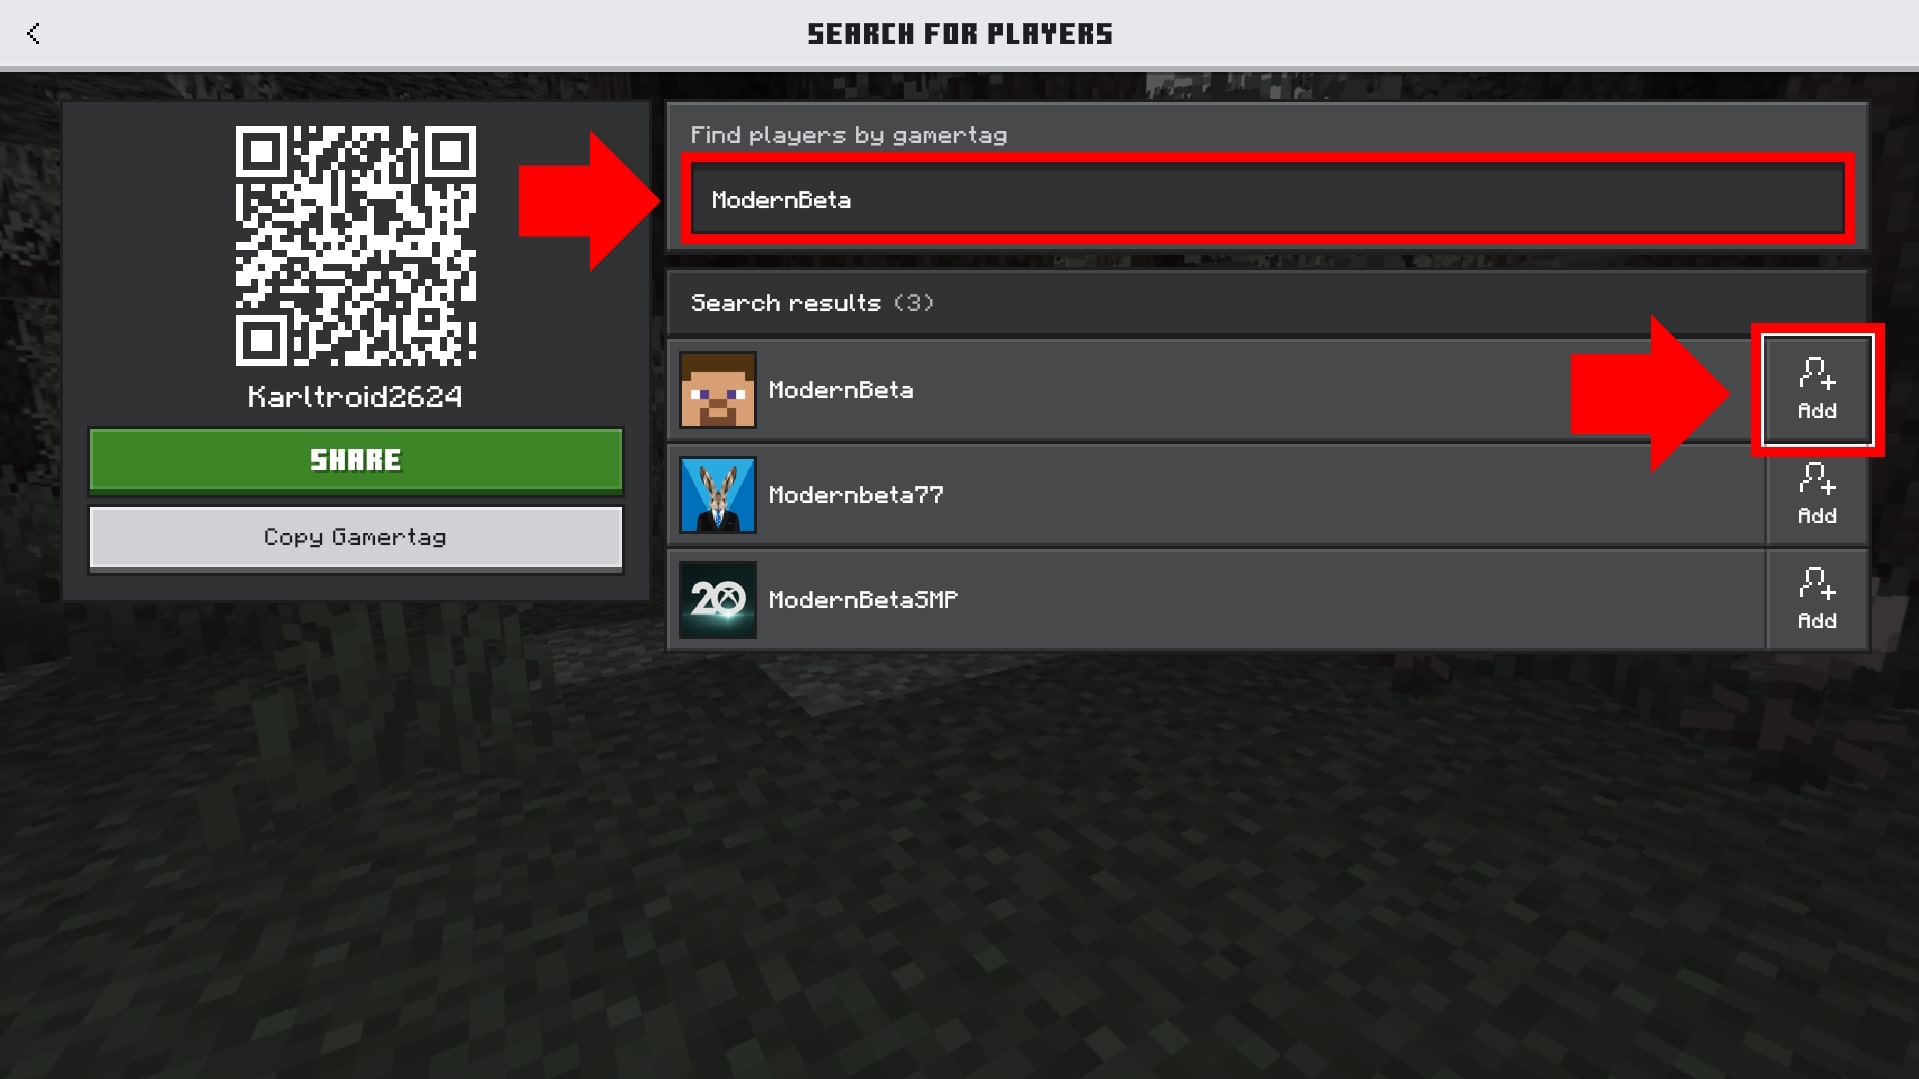 SEARCH FOR PLAYERS
Karltroid2624
SHARE
Copy Gamertag
Find players by gamertag
ModernBeta
Search results (3)
ModernBeta
Add
Modernbeta77
Add
20
ModernBetaSMP
Add